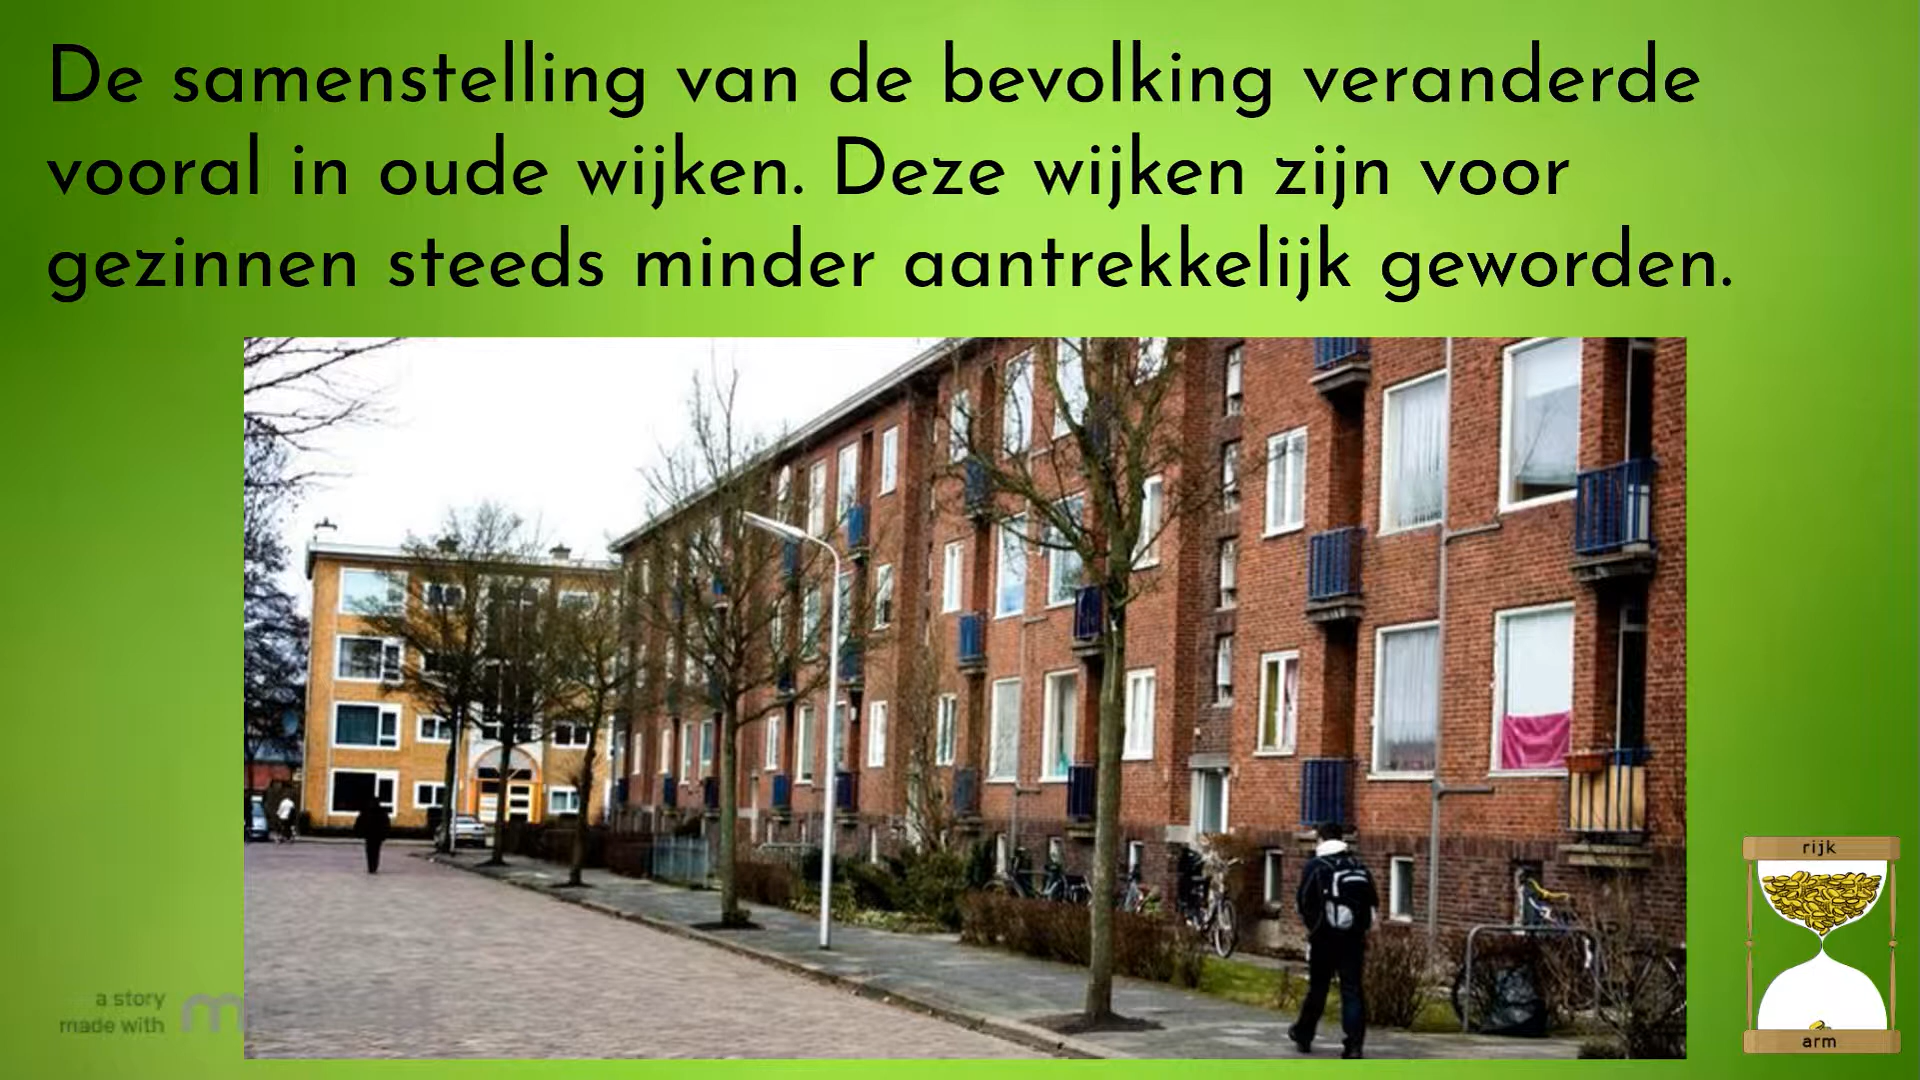 De samenstelling van de bevolking veranderde
vooral in oude wijken. Deze wijken zijn voor
gezinnen steeds minder aantrekkelijk geworden.
rijk
a story
made with
arm